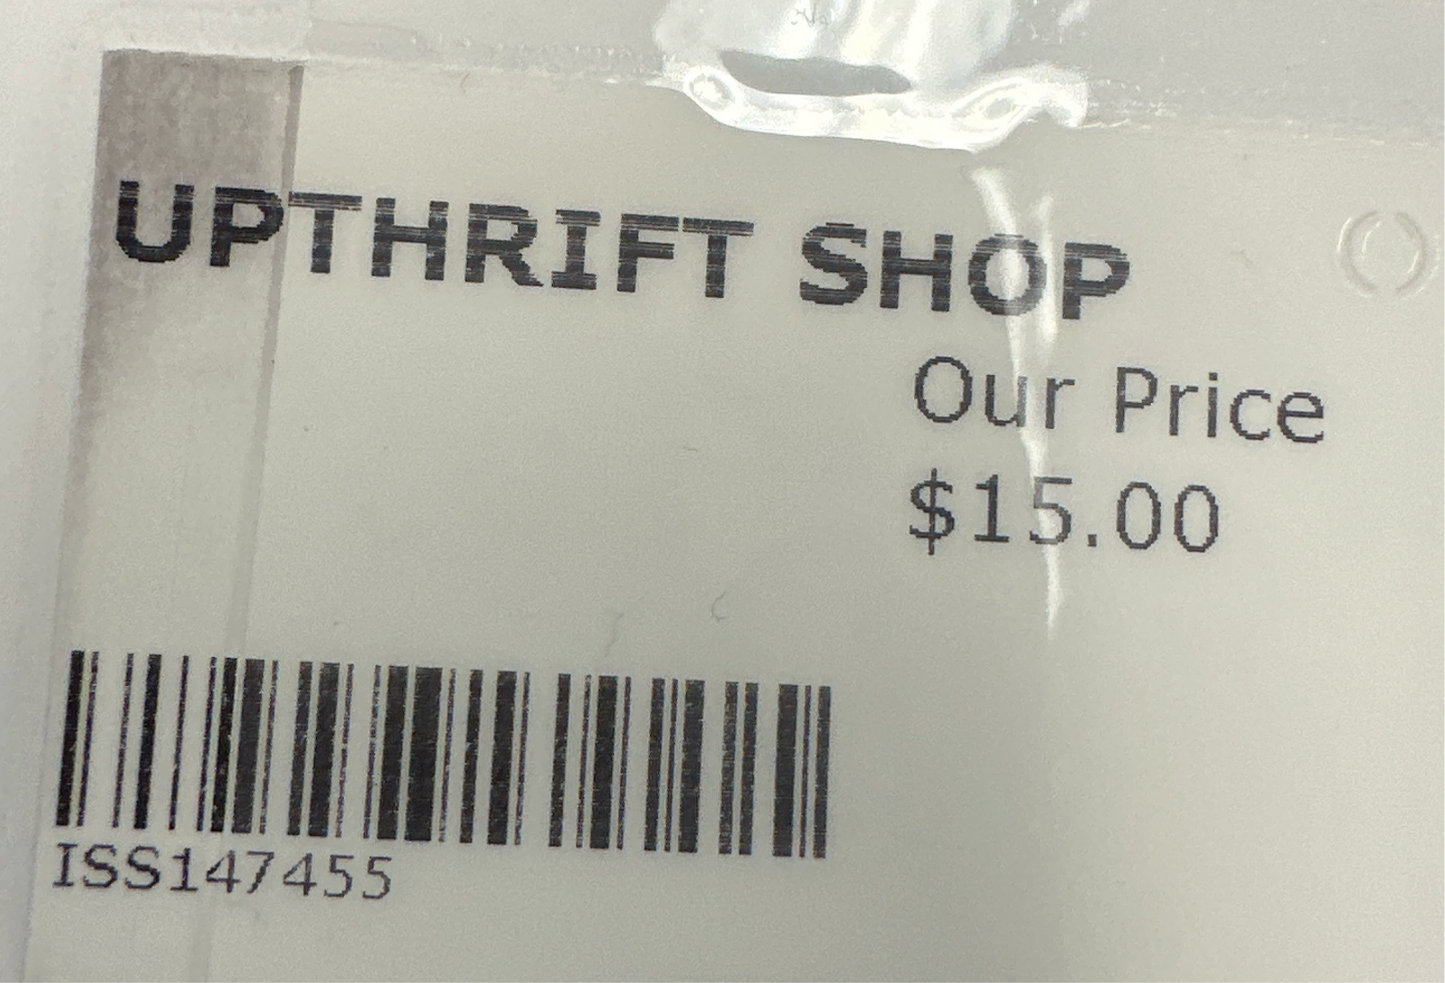 UPTHRIFT SHOP
Our Price
$15.00
ISS147455